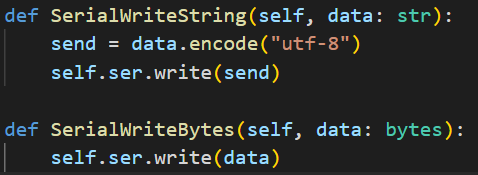 def SerialWriteString(self, data: str):
    send = data.encode("utf-8")
    self.ser.write(send)

def SerialWriteBytes(self, data: bytes):
    self.ser.write(data)